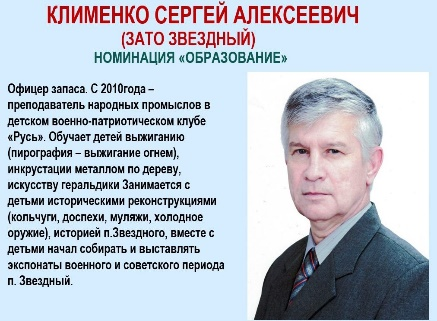 КЛИМЕНКО СЕРГЕЙ АЛЕКСЕЕВИЧ
(ЗАТО ЗВЕЗДНЫЙ)
НОМИНАЦИЯ «ОБРАЗОВАНИЕ»
Офицер запаса. С 2010года –
преподаватель народных промыслов в
детском военно-патриотическом клубе
«Русь». Обучает детей выжиганию
(пирография – выжигание огнем),
инкрустации металлом по дереву,
искусству геральдики Занимается с
детьми историческими реконструкциями
(кольчуги, доспехи, муляжи, холодное
оружие), историей п.Звездного, вместе с
детьми начал собирать и выставлять
экспонаты военного и советского периода
п. Звездный.